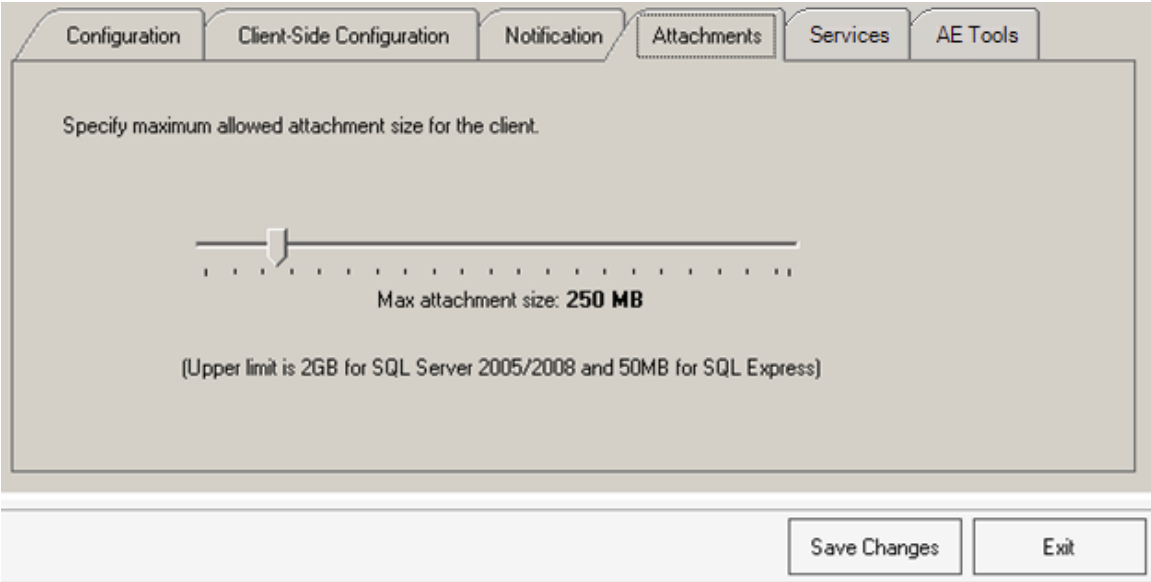 Configuration Client-Side Configuration Notification Attachments Services AE Tools
Specify maximum allowed attachment size for the client.
Max attachment size: 250 MB
(Upper limit is 2GB for SQL Server 2005/2008 and 50MB for SQL Express)
Save Changes Exit